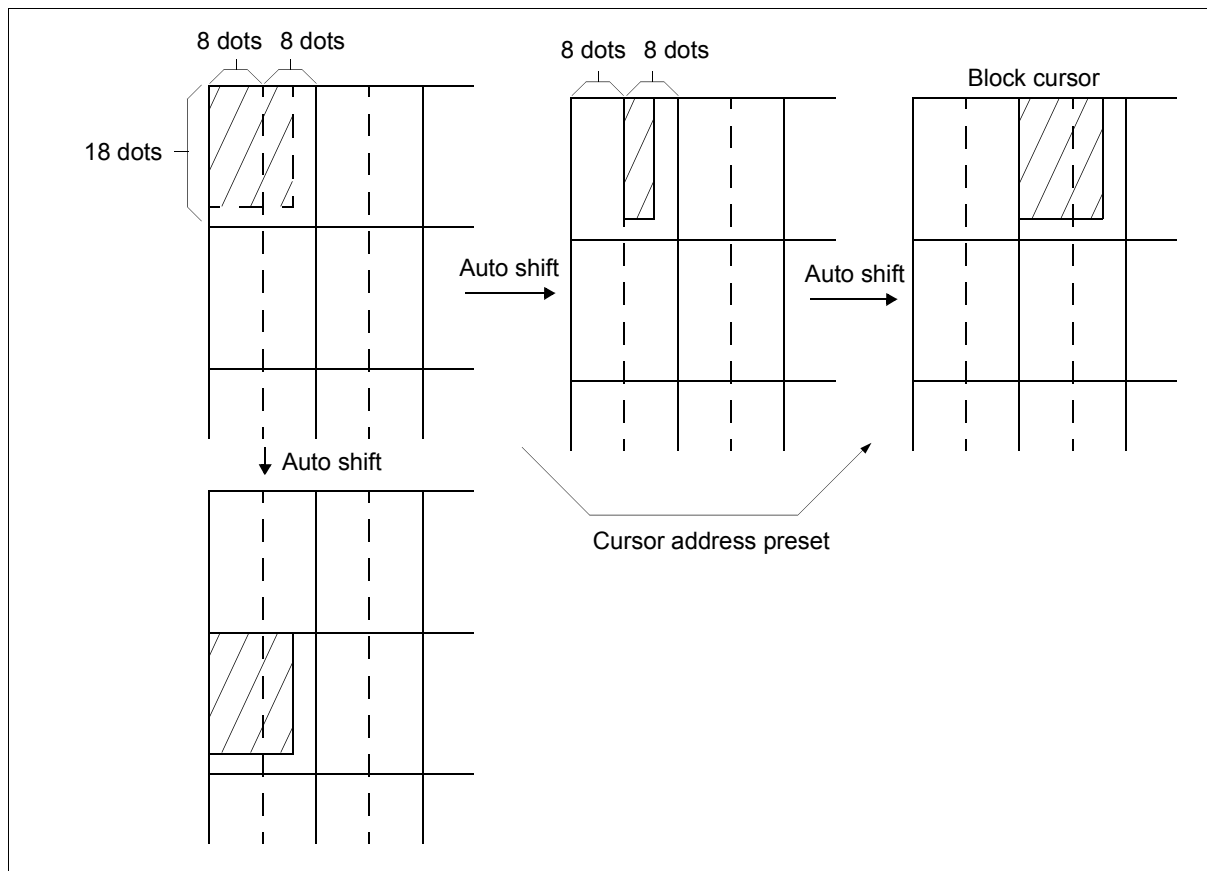 8 dots 8 dots
18 dots
8 dots 8 dots
Block cursor
Auto shift
Auto shift
Auto shift
Cursor address preset